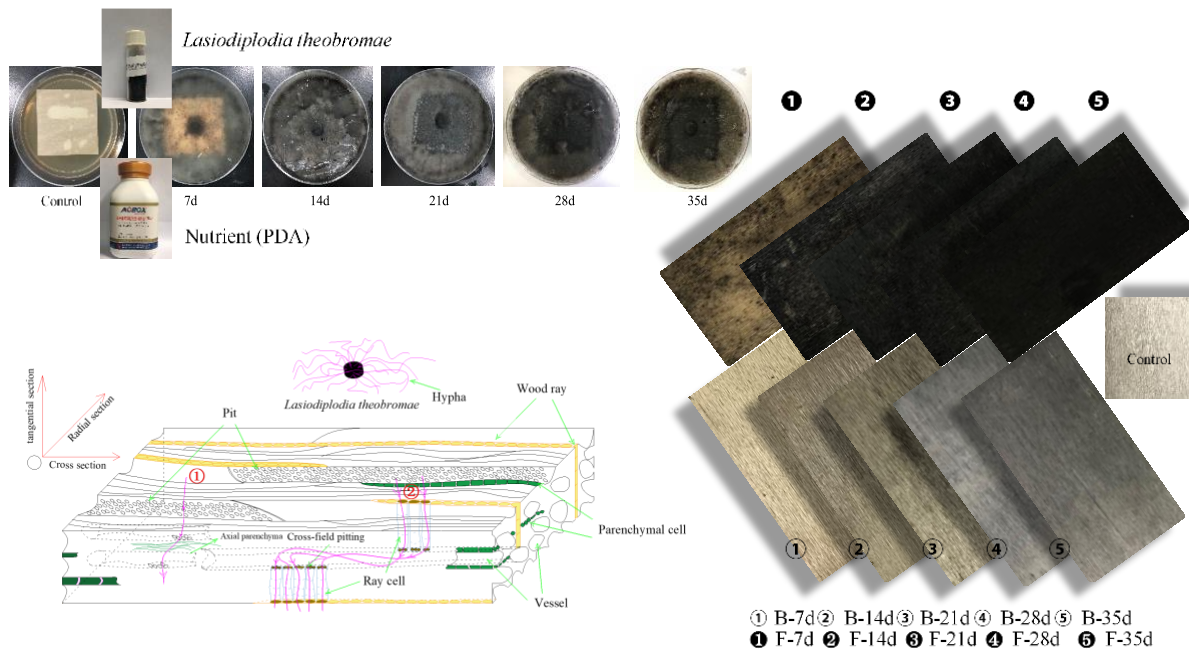 Lasiodiplodia theobromae
Control
7d
14d
21d
28d
35d
Nutrient (PDA)
❶ ❷ ❸ ❹ ❺
Control
① ② ③ ④ ⑤
① B-7d ② B-14d ③ B-21d ④ B-28d ⑤ B-35d
❶ F-7d ❷ F-14d ❸ F-21d ❹ F-28d ❺ F-35d
tangential section
Radial section
Cross section
Lasiodiplodia theobromae
Hypha
Wood ray
Pit
①
②
Parenchymal cell
Axial parenchyma
Cross-field pitting
Ray cell
Vessel